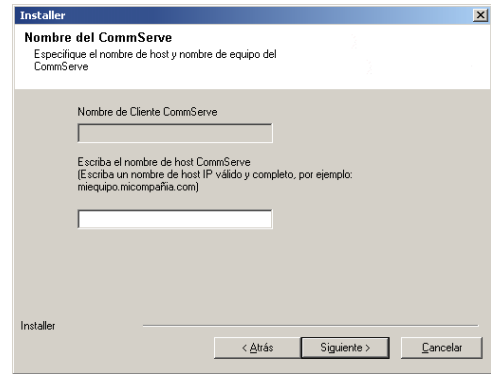 Installer
Nombre del CommServe
Especifique el nombre de host y nombre de equipo del
CommServe
Nombre de Cliente CommServe
Escriba el nombre de host CommServe
(Escriba un nombre de host IP válido y completo, por ejemplo:
miequipo.micompañia.com)
Installer
< Atrás
Siguiente >
Cancelar